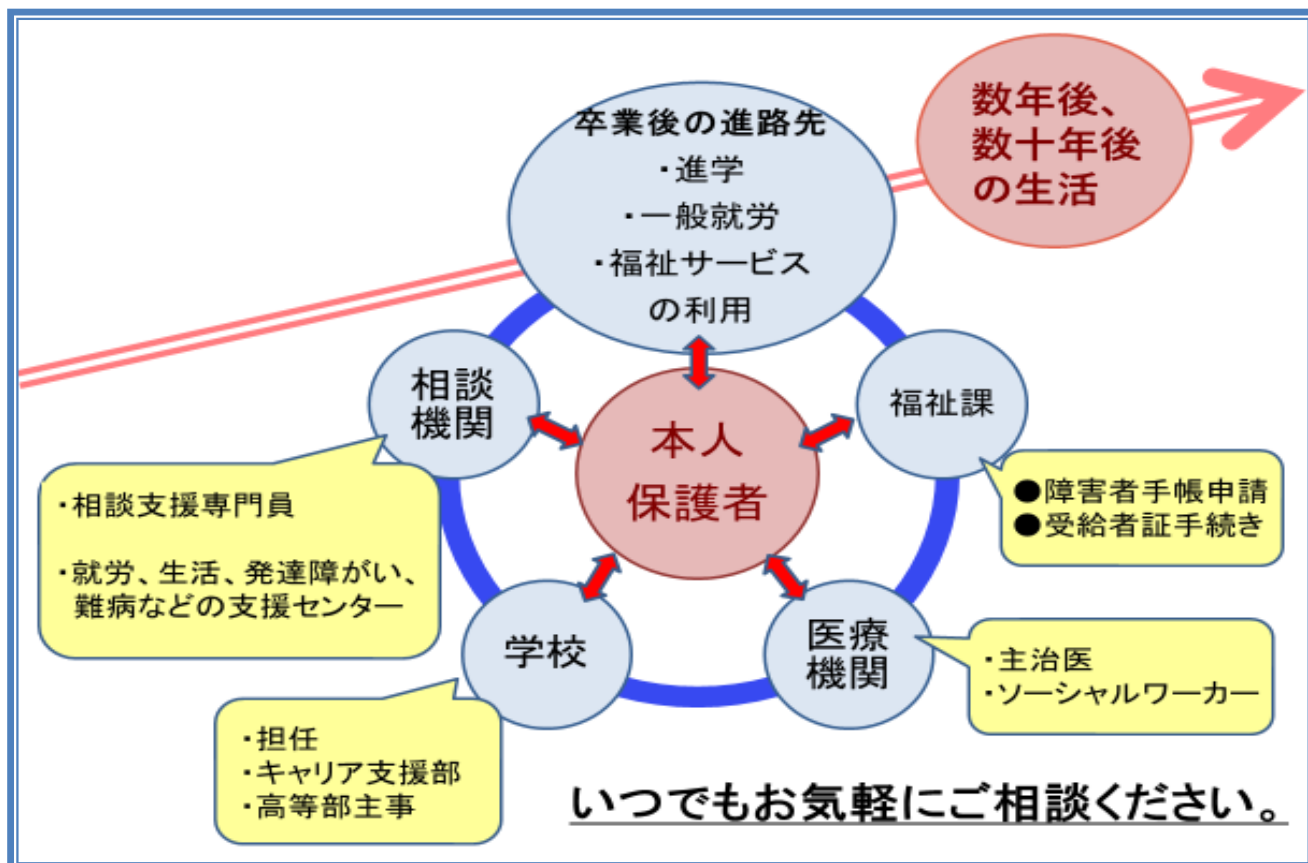 数年後、
数十年後
の生活
卒業後の進路先
・進学
・一般就労
・福祉サービス
の利用
相談
機関
福祉課
本人
保護者
・相談支援専門員
・就労、生活、発達障がい、
難病などの支援センター
●障害者手帳申請
●受給者証手続き
学校
医療
機関
・主治医
・ソーシャルワーカー
・担任
・キャリア支援部
・高等部主事
いつでもお気軽にご相談ください。